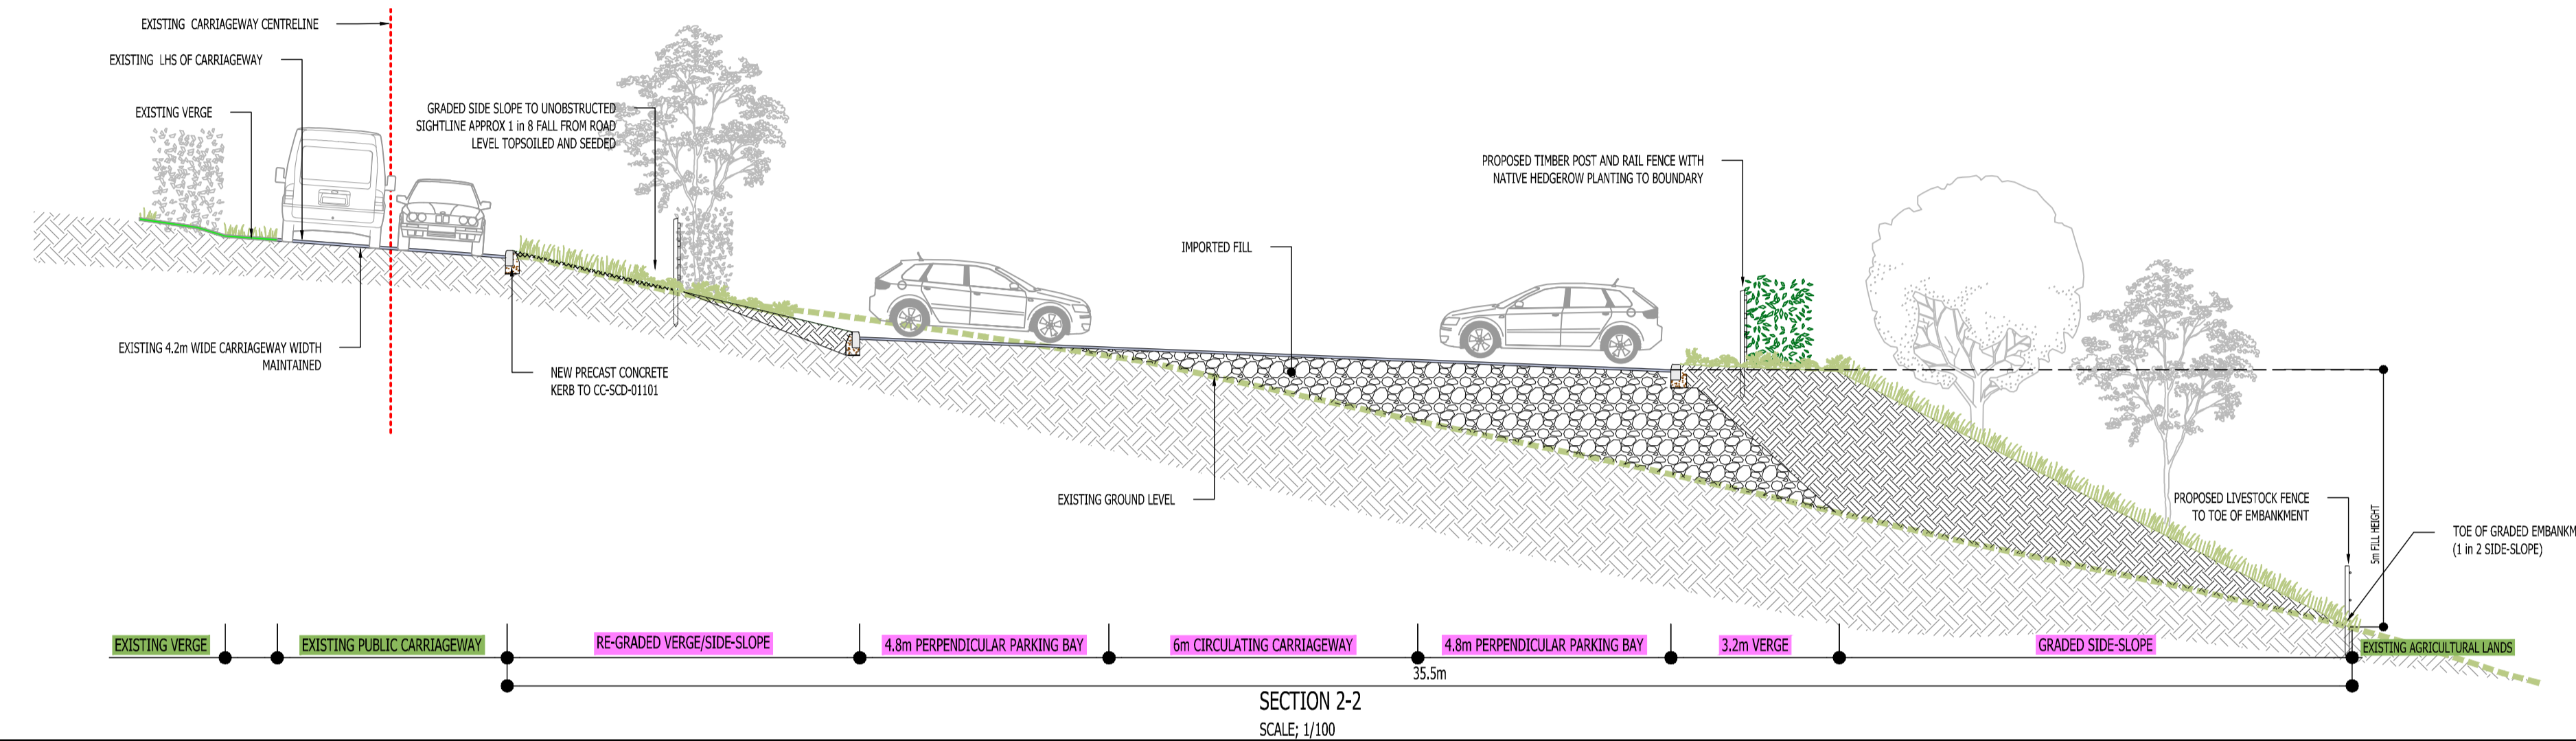 EXISTING CARRIAGEWAY CENTRELINE
EXISTING LHS OF CARRIAGEWAY
EXISTING VERGE
GRADED SIDE SLOPE TO UNOBSTRUCTED
SIGHTLINE APPROX 1 in 8 FALL FROM ROAD
LEVEL TOPSOILED AND SEEDED
PROPOSED TIMBER POST AND RAIL FENCE WITH
NATIVE HEDGEROW PLANTING TO BOUNDARY
IMPORTED FILL
EXISTING 4.2m WIDE CARRIAGEWAY WIDTH
MAINTAINED
NEW PRECAST CONCRETE
KERB TO CC-SCD-01101
EXISTING GROUND LEVEL
PROPOSED LIVESTOCK FENCE
TO TOE OF EMBANKMENT
5m FILL HEIGHT
TOE OF GRADED EMBANKM
(1 in 2 SIDE-SLOPE)
EXISTING VERGE
EXISTING PUBLIC CARRIAGEWAY
RE-GRADED VERGE/SIDE-SLOPE
4.8m PERPENDICULAR PARKING BAY
6m CIRCULATING CARRIAGEWAY
4.8m PERPENDICULAR PARKING BAY
3.2m VERGE
GRADED SIDE-SLOPE
EXISTING AGRICULTURAL LANDS
35.5m
SECTION 2-2
SCALE; 1/100